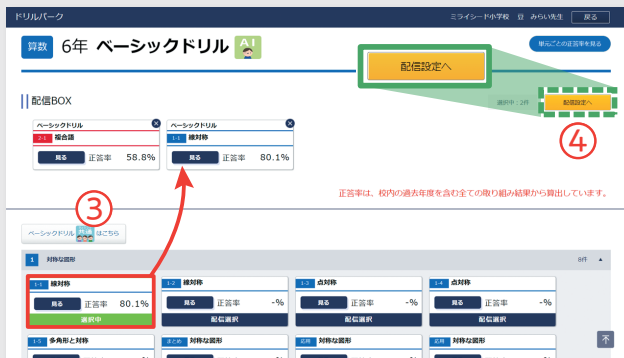 ドリルパーク
ミライシード小学校 みらい先生 戻る
算数 6年 ベーシックドリル AI
単元ごとの正答率を見る
配信設定へ
配信BOX
選択中：2件 配信設定へ
④
ベーシックドリル ベーシックドリル
2-1 複合語 1-1 線対称
見る 正答率 58.8% 見る 正答率 80.1%
正答率は、校内の過去年度を含む全ての取り組み結果から算出しています。
③
ベーシックドリル 共通 はこちら
1 対称な図形 8件
1-1 線対称 1-2 線対称 1-3 点対称 1-4 点対称
見る 正答率 80.1% 見る 正答率 -% 見る 正答率 -% 見る 正答率 -%
選択中 配信選択 配信選択 配信選択
1-5 多角形と対称 まとめ 対称な図形 応用 対称な図形 応用 対称な図形